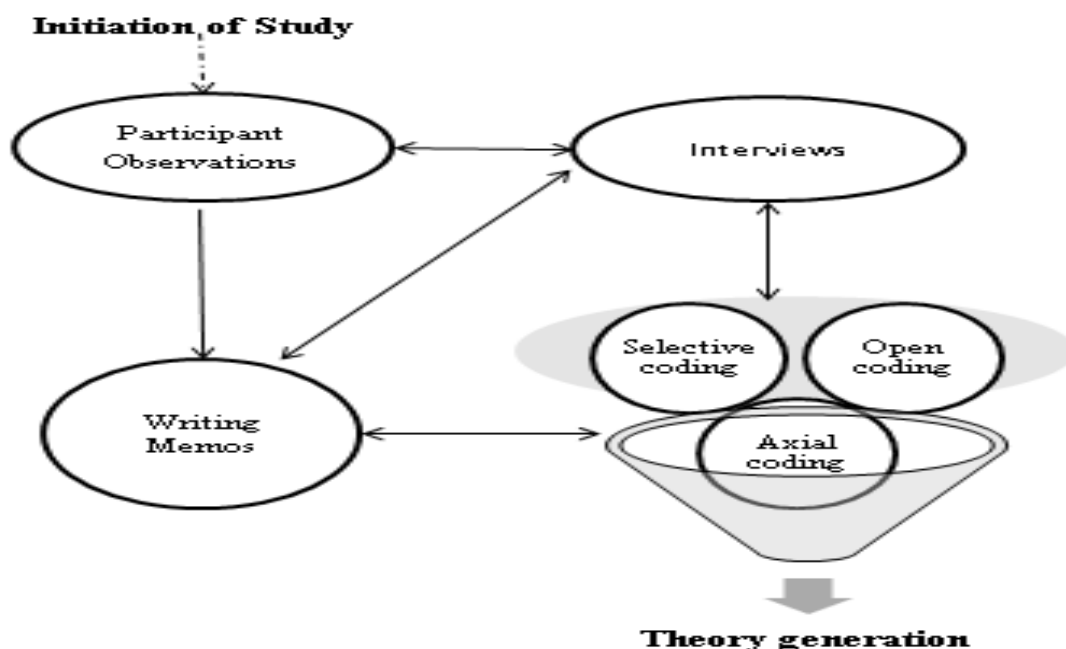 Initiation of Study
Participant
Observations
Interviews
Selective
coding
Open
coding
Writing
Memos
Axial
coding
Theory generation